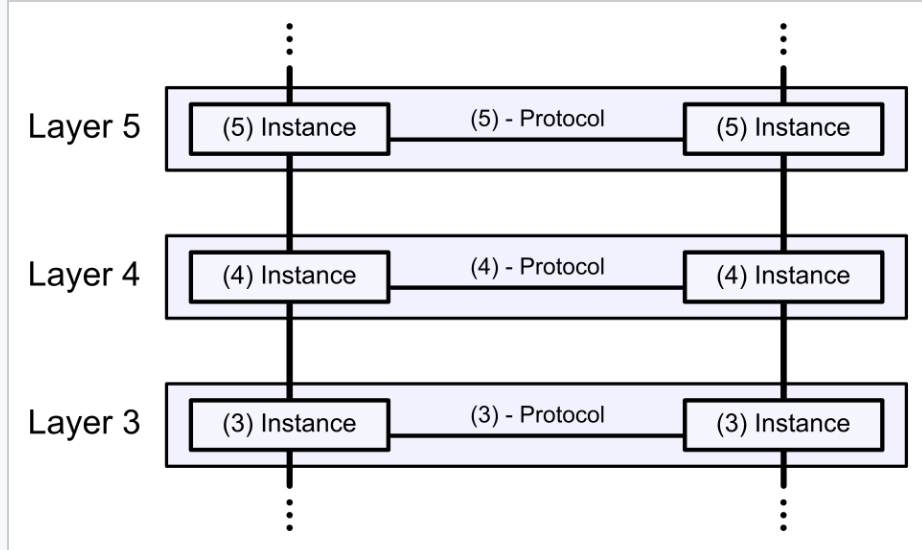 Layer 5
(5) Instance
(5) - Protocol
(5) Instance
Layer 4
(4) Instance
(4) - Protocol
(4) Instance
Layer 3
(3) Instance
(3) - Protocol
(3) Instance